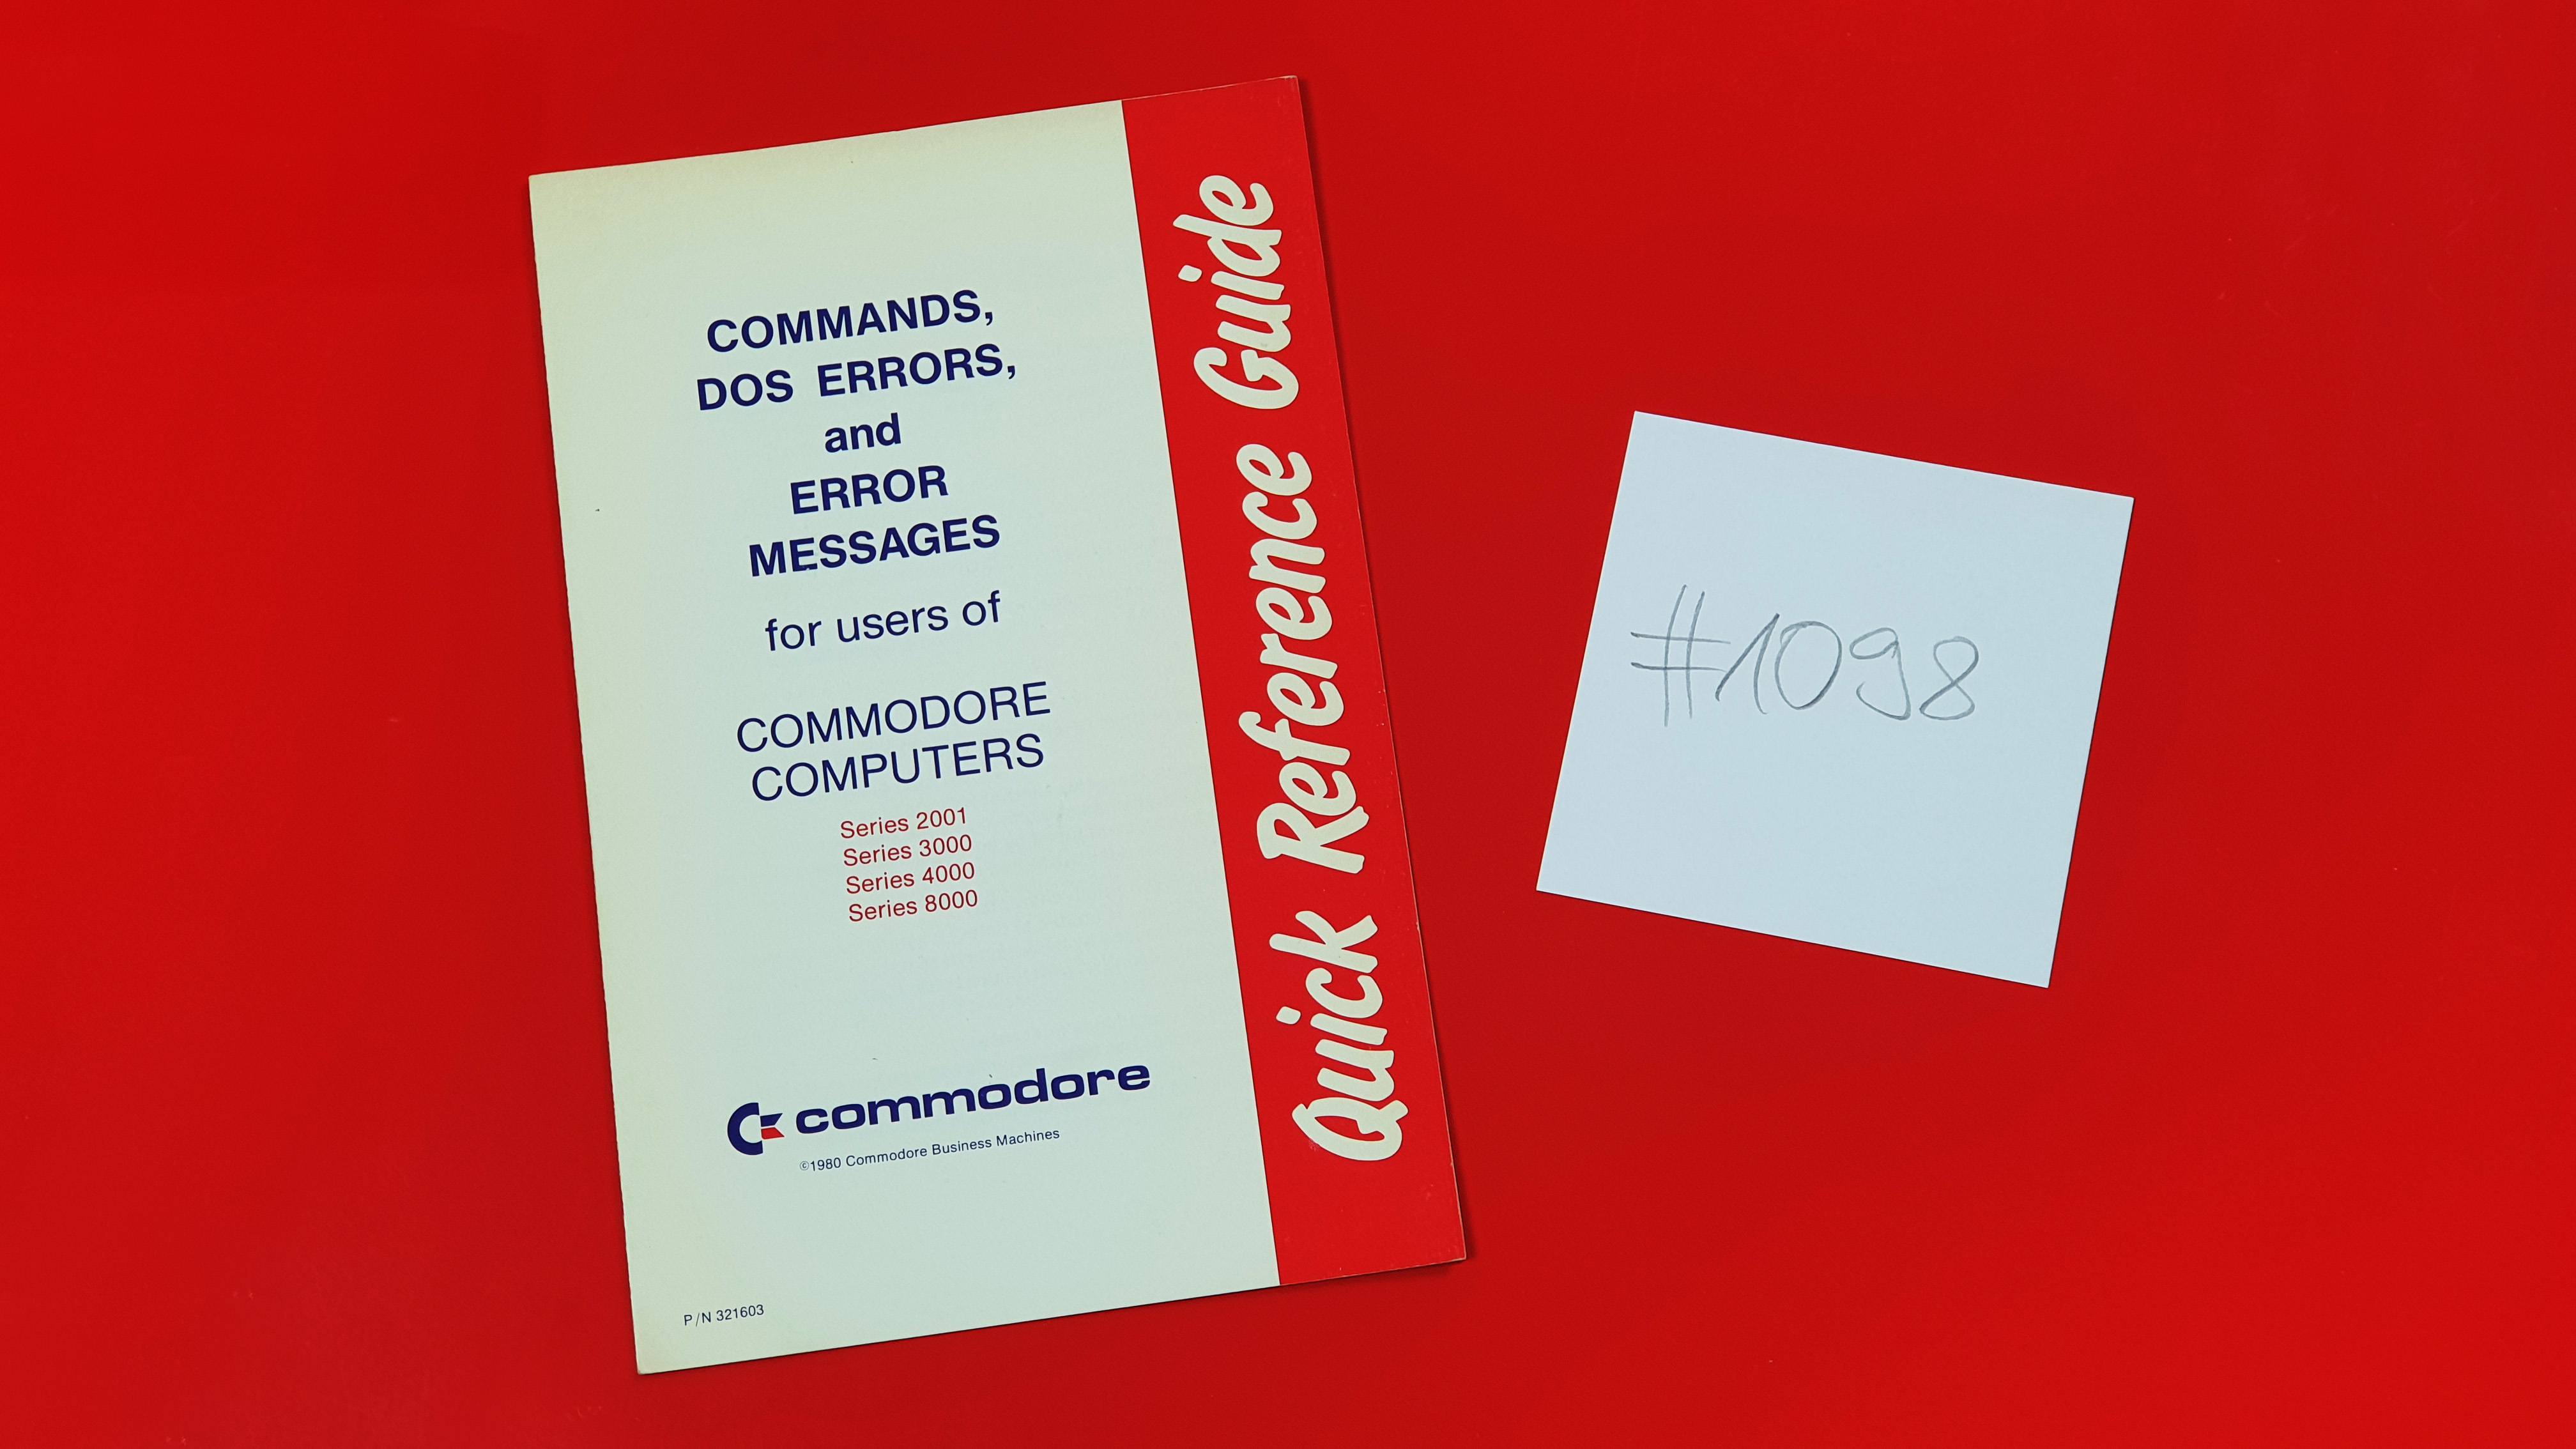 COMMANDS,
DOS ERRORS,
and
ERROR
MESSAGES
for users of
COMMODORE
COMPUTERS
Series 2001
Series 3000
Series 4000
Series 8000
commodore
©1980 Commodore Business Machines
P/N 321603
Quick Reference Guide
#1098